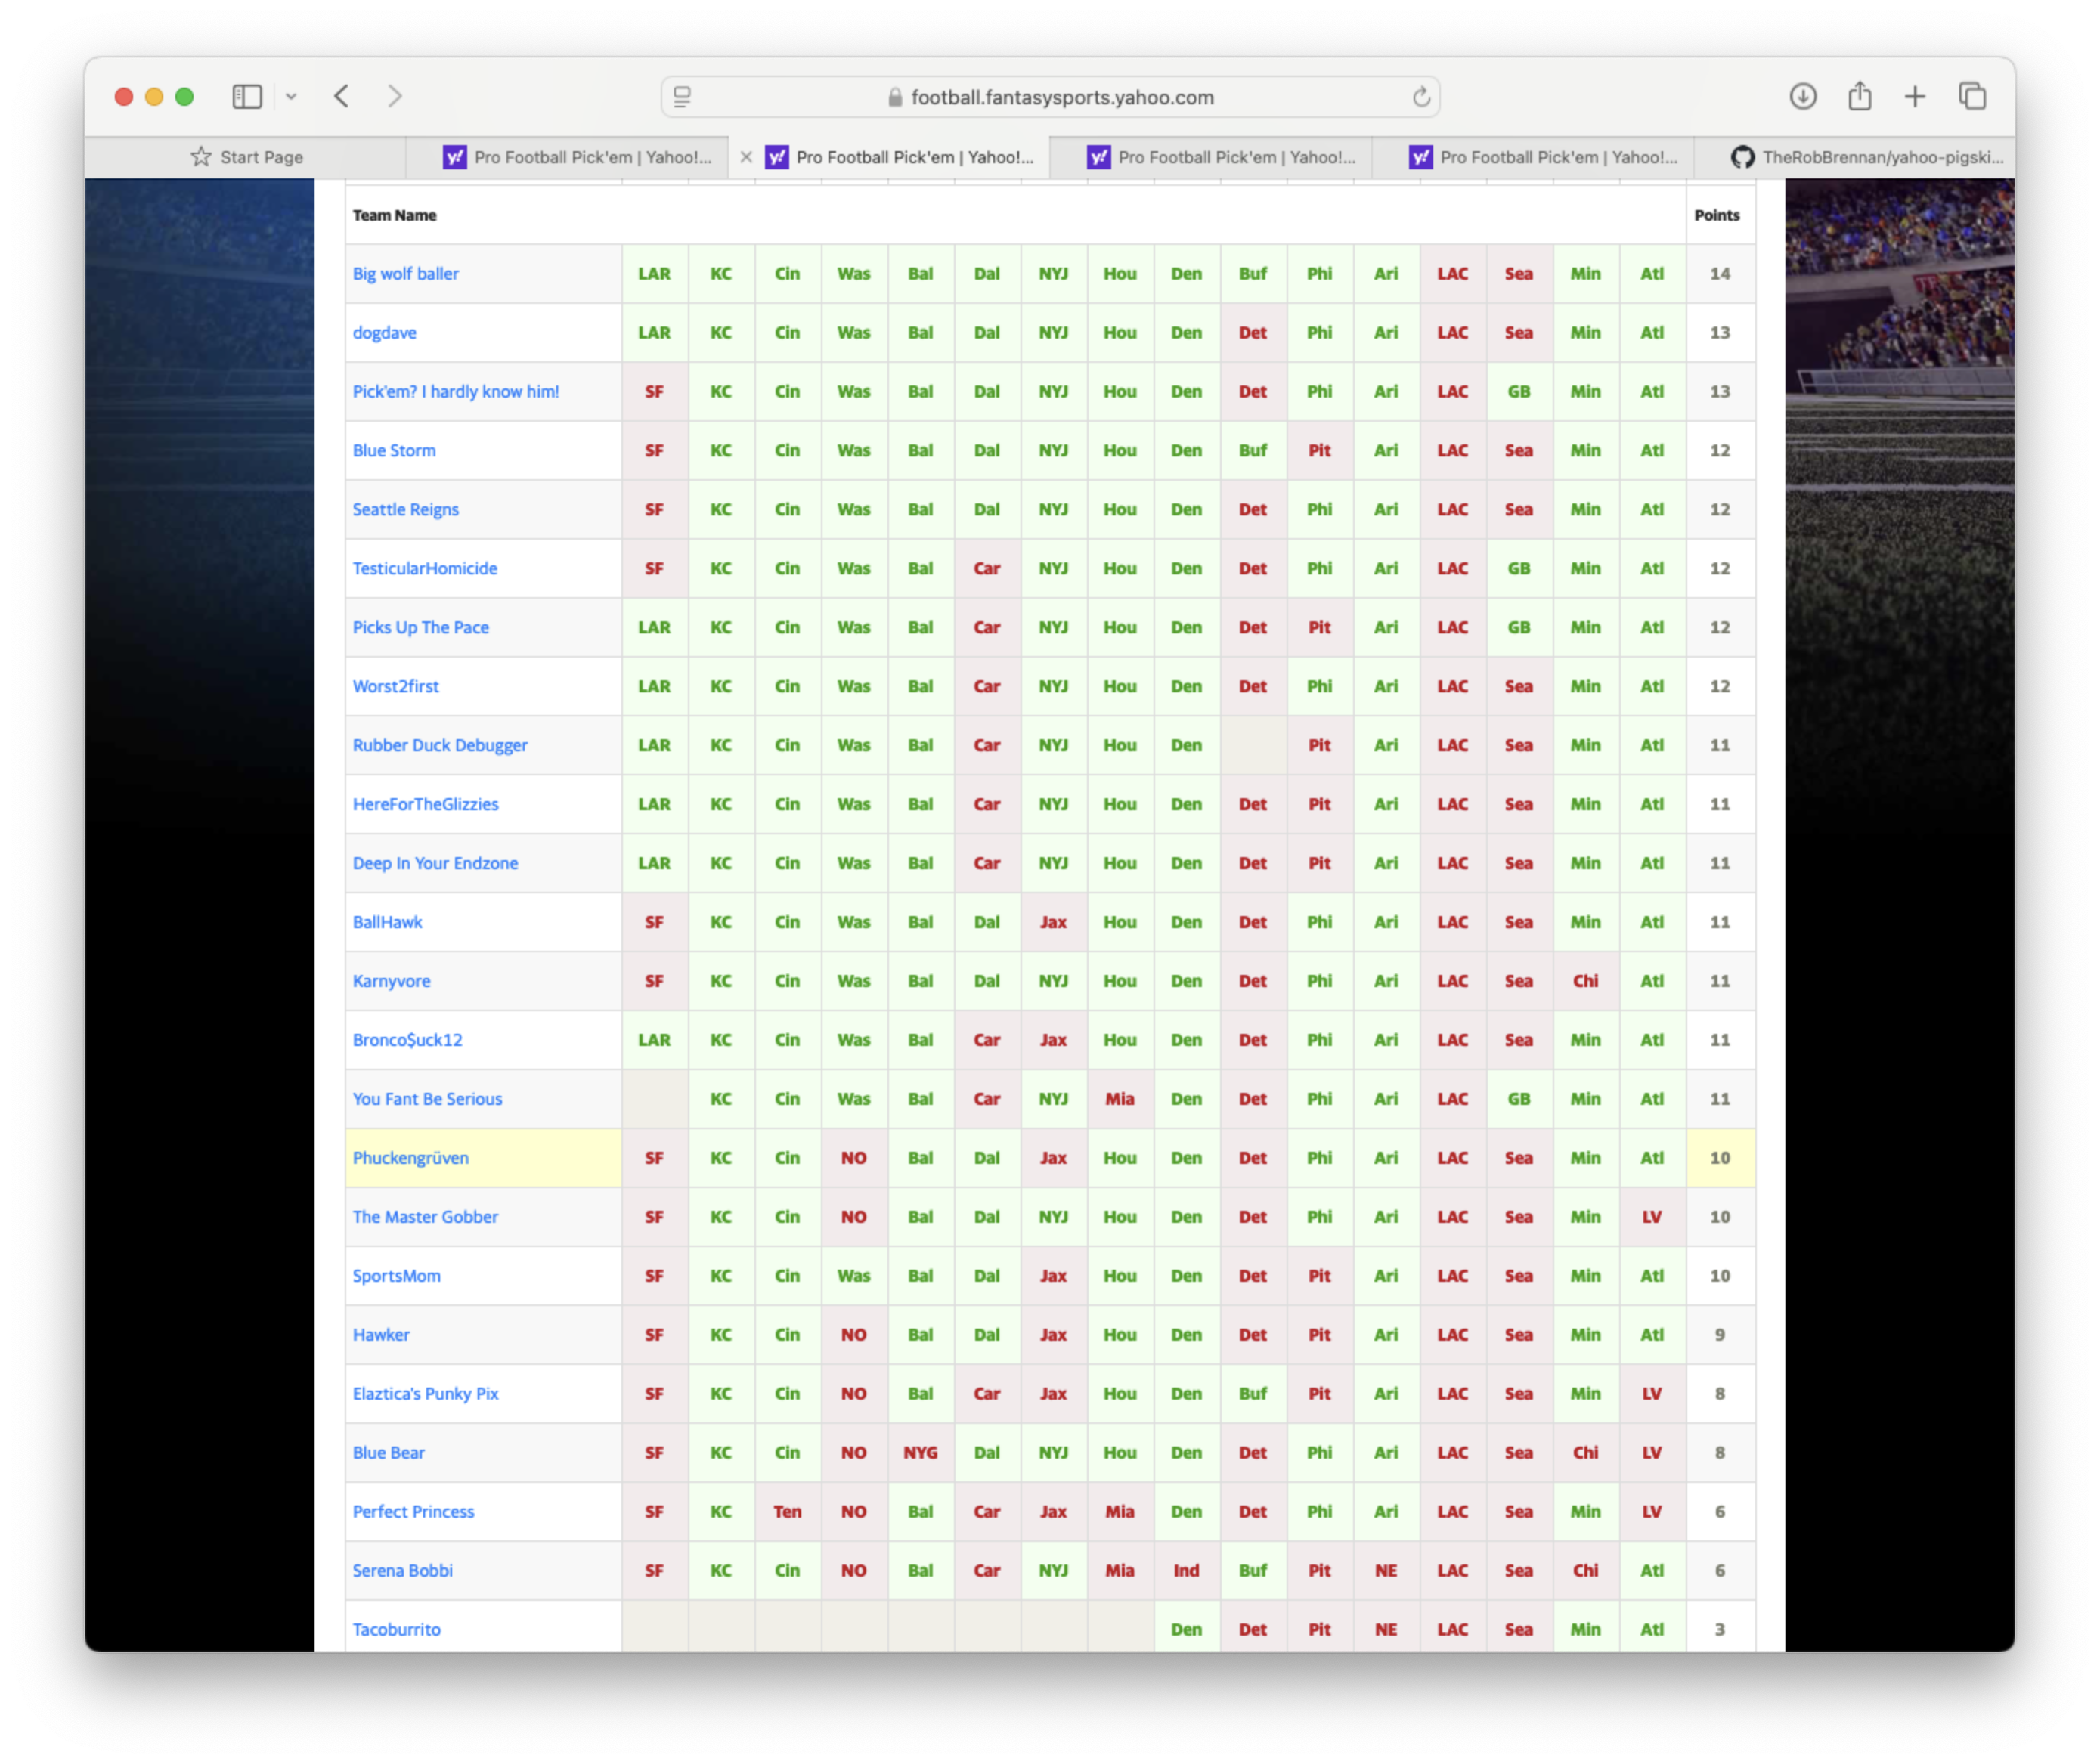 football.fantasysports.yahoo.com
Start Page
y! Pro Football Pick'em | Yahoo!...
y! Pro Football Pick'em | Yahoo!...
y! Pro Football Pick'em | Yahoo!...
y! Pro Football Pick'em | Yahoo!...
TheRobBrennan/yahoo-pigski...
Team Name Points
Big wolf baller LAR KC Cin Was Bal Dal NYJ Hou Den Buf Phi Ari LAC Sea Min Atl 14
dogdave LAR KC Cin Was Bal Dal NYJ Hou Den Det Phi Ari LAC Sea Min Atl 13
Pick'em? I hardly know him! SF KC Cin Was Bal Dal NYJ Hou Den Det Phi Ari LAC GB Min Atl 13
Blue Storm SF KC Cin Was Bal Dal NYJ Hou Den Buf Pit Ari LAC Sea Min Atl 12
Seattle Reigns SF KC Cin Was Bal Dal NYJ Hou Den Det Phi Ari LAC Sea Min Atl 12
TesticularHomicide SF KC Cin Was Bal Car NYJ Hou Den Det Phi Ari LAC GB Min Atl 12
Picks Up The Pace LAR KC Cin Was Bal Car NYJ Hou Den Det Pit Ari LAC GB Min Atl 12
Worst2first LAR KC Cin Was Bal Car NYJ Hou Den Det Phi Ari LAC Sea Min Atl 12
Rubber Duck Debugger LAR KC Cin Was Bal Car NYJ Hou Den Pit Ari LAC Sea Min Atl 11
HereForTheGlizzies LAR KC Cin Was Bal Car NYJ Hou Den Det Pit Ari LAC Sea Min Atl 11
Deep In Your Endzone LAR KC Cin Was Bal Car NYJ Hou Den Det Pit Ari LAC Sea Min Atl 11
BallHawk SF KC Cin Was Bal Dal Jax Hou Den Det Phi Ari LAC Sea Min Atl 11
Karnyvore SF KC Cin Was Bal Dal NYJ Hou Den Det Phi Ari LAC Sea Chi Atl 11
Bronco$uck12 LAR KC Cin Was Bal Car Jax Hou Den Det Phi Ari LAC Sea Min Atl 11
You Fant Be Serious KC Cin Was Bal Car NYJ Mia Den Det Phi Ari LAC GB Min Atl 11
Phuckengrüven SF KC Cin NO Bal Dal Jax Hou Den Det Phi Ari LAC Sea Min Atl 10
The Master Gobber SF KC Cin NO Bal Dal NYJ Hou Den Det Phi Ari LAC Sea Min LV 10
SportsMom SF KC Cin Was Bal Dal Jax Hou Den Det Pit Ari LAC Sea Min Atl 10
Hawker SF KC Cin NO Bal Dal Jax Hou Den Det Pit Ari LAC Sea Min Atl 9
Elaztica's Punky Pix SF KC Cin NO Bal Car Jax Hou Den Buf Pit Ari LAC Sea Min LV 8
Blue Bear SF KC Cin NO NYG Dal NYJ Hou Den Det Phi Ari LAC Sea Chi LV 8
Perfect Princess SF KC Ten NO Bal Car Jax Mia Den Det Phi Ari LAC Sea Min LV 6
Serena Bobbi SF KC Cin NO Bal Car NYJ Mia Ind Buf Pit NE LAC Sea Chi Atl 6
Tacoburrito Den Det Pit NE LAC Sea Min Atl 3